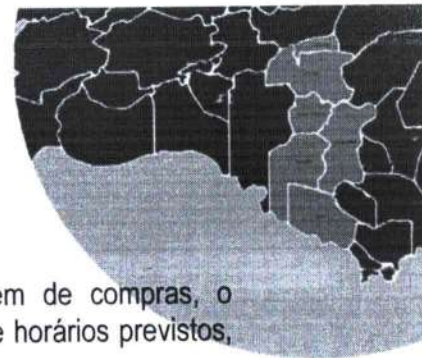 em de compras, o
e horários previstos,